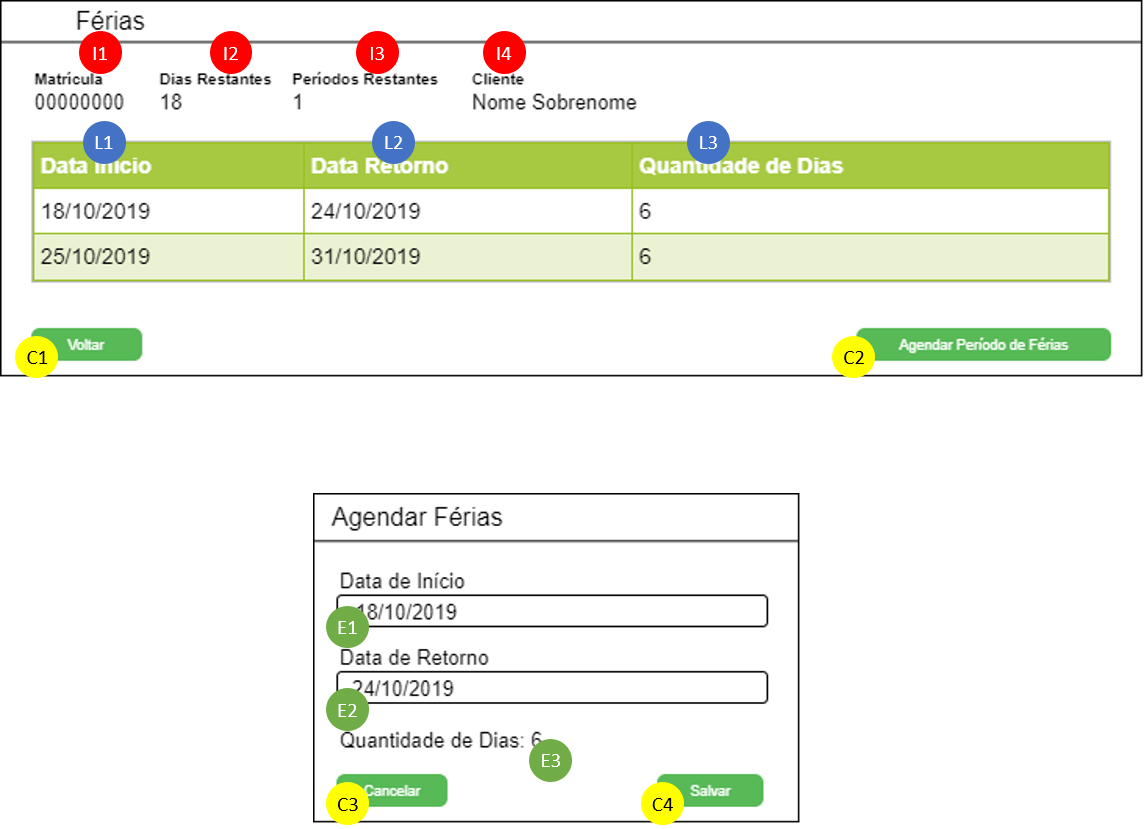 Férias
I1 I2 I3 I4
Matrícula Dias Restantes Períodos Restantes Cliente
00000000 18 1 Nome Sobrenome
L1 L2 L3
Data Início Data Retorno Quantidade de Dias
18/10/2019 24/10/2019 6
25/10/2019 31/10/2019 6
Voltar Agendar Período de Férias
C1 C2
Agendar Férias
Data de Início
18/10/2019
E1
Data de Retorno
24/10/2019
E2
Quantidade de Dias: 6
E3
Cancelar Salvar
C3 C4